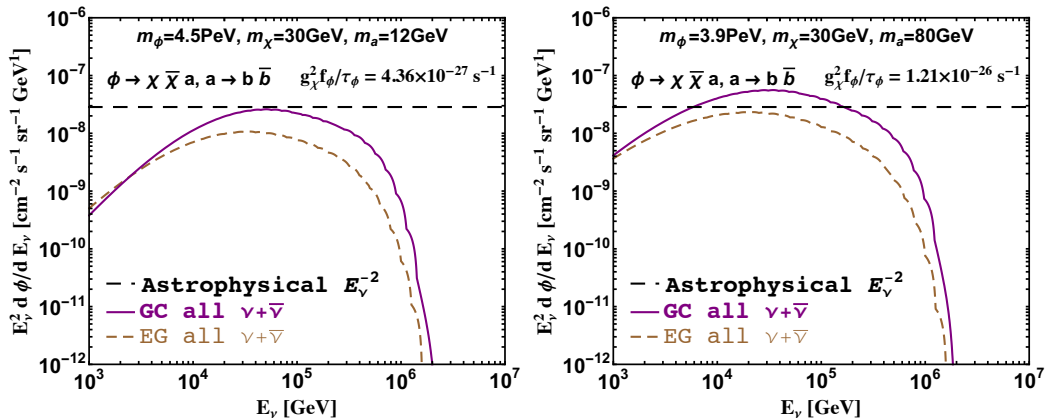 m_ϕ=4.5PeV, m_χ=30GeV, m_a=12GeV
ϕ → χ χ̅ a, a → b b̅ g_χ^2 f_ϕ/τ_ϕ = 4.36×10^−27 s^−1
10^−6
10^−7
10^−8
10^−9
10^−10
10^−11
10^−12
E_ν^2 d ϕ/d E_ν [cm^−2 s^−1 sr^−1 GeV]
Astrophysical E_ν^−2
GC all ν+ν̅
EG all ν+ν̅
10^3 10^4 10^5 10^6 10^7
E_ν [GeV]
m_ϕ=3.9PeV, m_χ=30GeV, m_a=80GeV
ϕ → χ χ̅ a, a → b b̅ g_χ^2 f_ϕ/τ_ϕ = 1.21×10^−26 s^−1
10^−6
10^−7
10^−8
10^−9
10^−10
10^−11
10^−12
E_ν^2 d ϕ/d E_ν [cm^−2 s^−1 sr^−1 GeV]
Astrophysical E_ν^−2
GC all ν+ν̅
EG all ν+ν̅
10^3 10^4 10^5 10^6 10^7
E_ν [GeV]